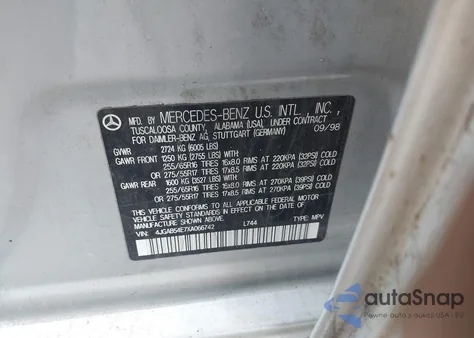 MFD. BY MERCEDES-BENZ U.S. INTL., INC.,
TUSCALOOSA COUNTY, ALABAMA (USA), UNDER CONTRACT
FOR DAIMLER-BENZ AG, STUTTGART (GERMANY) 09/98
GVWR 2724 KG (6005 LBS)
GAWR FRONT 1250 KG (2755 LBS)
255/65R16 TIRES 16x8.0 RIMS AT 220KPA (32PSI) COLD
OR 275/55R17 TIRES 17x8.5 RIMS AT 220KPA (32PSI) COLD
GAWR REAR 1600 KG (3527 LBS)
255/65R16 TIRES 16x8.0 RIMS AT 270KPA (39PSI) COLD
OR 275/55R17 TIRES 17x8.5 RIMS AT 270KPA (39PSI) COLD
THIS VEHICLE CONFORMS TO ALL APPLICABLE FEDERAL MOTOR
VEHICLE SAFETY STANDARDS IN EFFECT ON THE DATE OF
MANUFACTURE SHOWN ABOVE.
VIN: 4JGAB54E7XA066742 L744 TYPE: MPV
autaSnap
Автомобілі з аукціонів США і EU